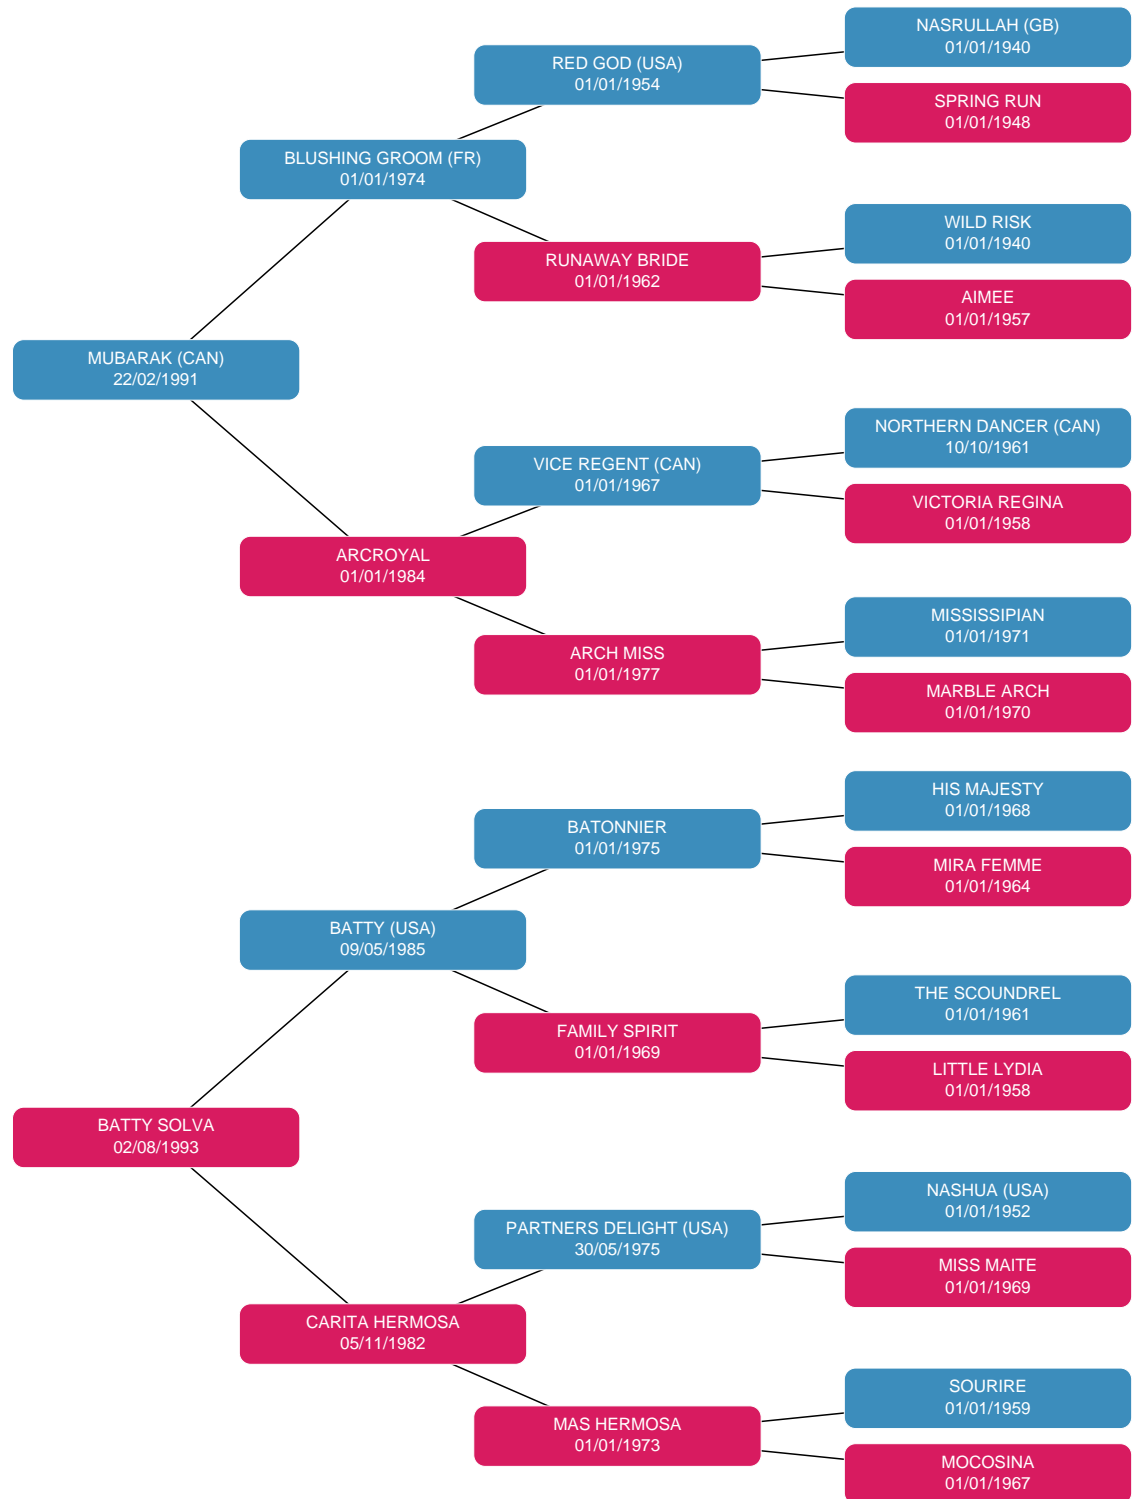 NASRULLAH (GB)
01/01/1940
RED GOD (USA)
01/01/1954
SPRING RUN
01/01/1948
BLUSHING GROOM (FR)
01/01/1974
WILD RISK
01/01/1940
RUNAWAY BRIDE
01/01/1962
AIMEE
01/01/1957
MUBARAK (CAN)
22/02/1991
NORTHERN DANCER (CAN)
10/10/1961
VICE REGENT (CAN)
01/01/1967
VICTORIA REGINA
01/01/1958
ARCROYAL
01/01/1984
MISSISSIPIAN
01/01/1971
ARCH MISS
01/01/1977
MARBLE ARCH
01/01/1970
HIS MAJESTY
01/01/1968
BATONNIER
01/01/1975
MIRA FEMME
01/01/1964
BATTY (USA)
09/05/1985
THE SCOUNDREL
01/01/1961
FAMILY SPIRIT
01/01/1969
LITTLE LYDIA
01/01/1958
BATTY SOLVA
02/08/1993
NASHUA (USA)
01/01/1952
PARTNERS DELIGHT (USA)
30/05/1975
MISS MAITE
01/01/1969
CARITA HERMOSA
05/11/1982
SOURIRE
01/01/1959
MAS HERMOSA
01/01/1973
MOCOSINA
01/01/1967